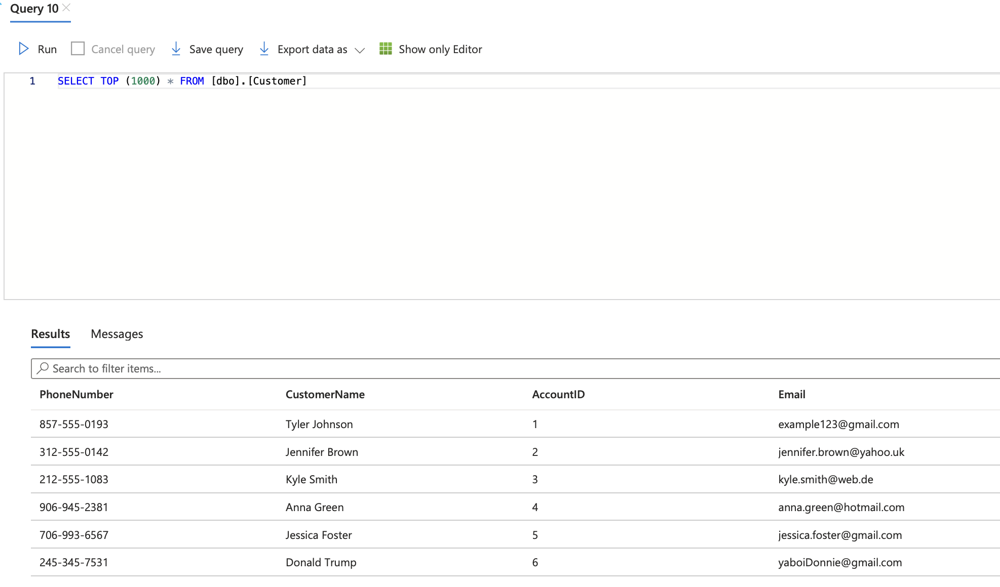 Query 10
Run Cancel query Save query Export data as Show only Editor
1 SELECT TOP (1000) * FROM [dbo].[Customer]
Results Messages
Search to filter items...
PhoneNumber CustomerName AccountID Email
857-555-0193 Tyler Johnson 1 example123@gmail.com
312-555-0142 Jennifer Brown 2 jennifer.brown@yahoo.uk
212-555-1083 Kyle Smith 3 kyle.smith@web.de
906-945-2381 Anna Green 4 anna.green@hotmail.com
706-993-6567 Jessica Foster 5 jessica.foster@gmail.com
245-345-7531 Donald Trump 6 yaboiDonnie@gmail.com